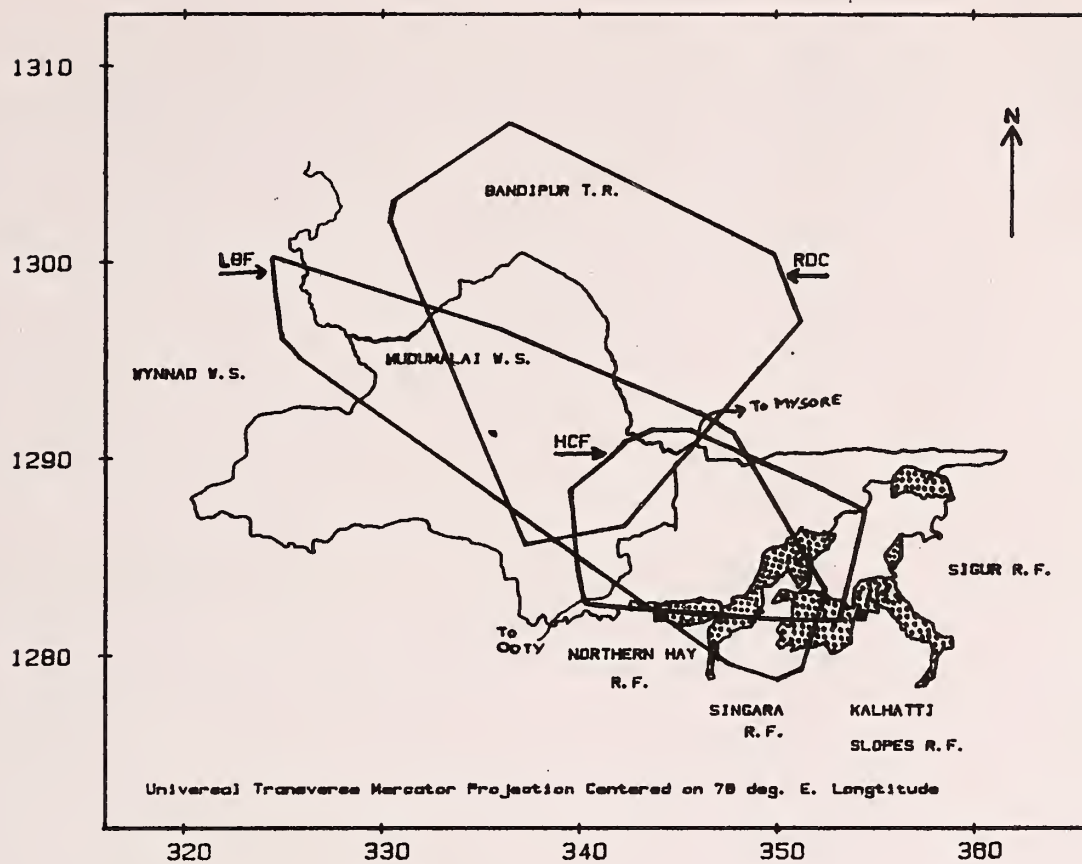 1310
N
BANDIPUR T.R.
1300
LBF
RDC
MUDUMALAI W.S.
WYNNAD W.S.
To MYSORE
HCF
1290
SIGUR R.F.
1280
To
OOTY
NORTHERN HAY
R.F.
SINGARA
R.F.
KALHATTI
SLOPES R.F.
Universal Transverse Mercator Projection Centered on 78 deg. E. Longtitude
320
330
340
350
360